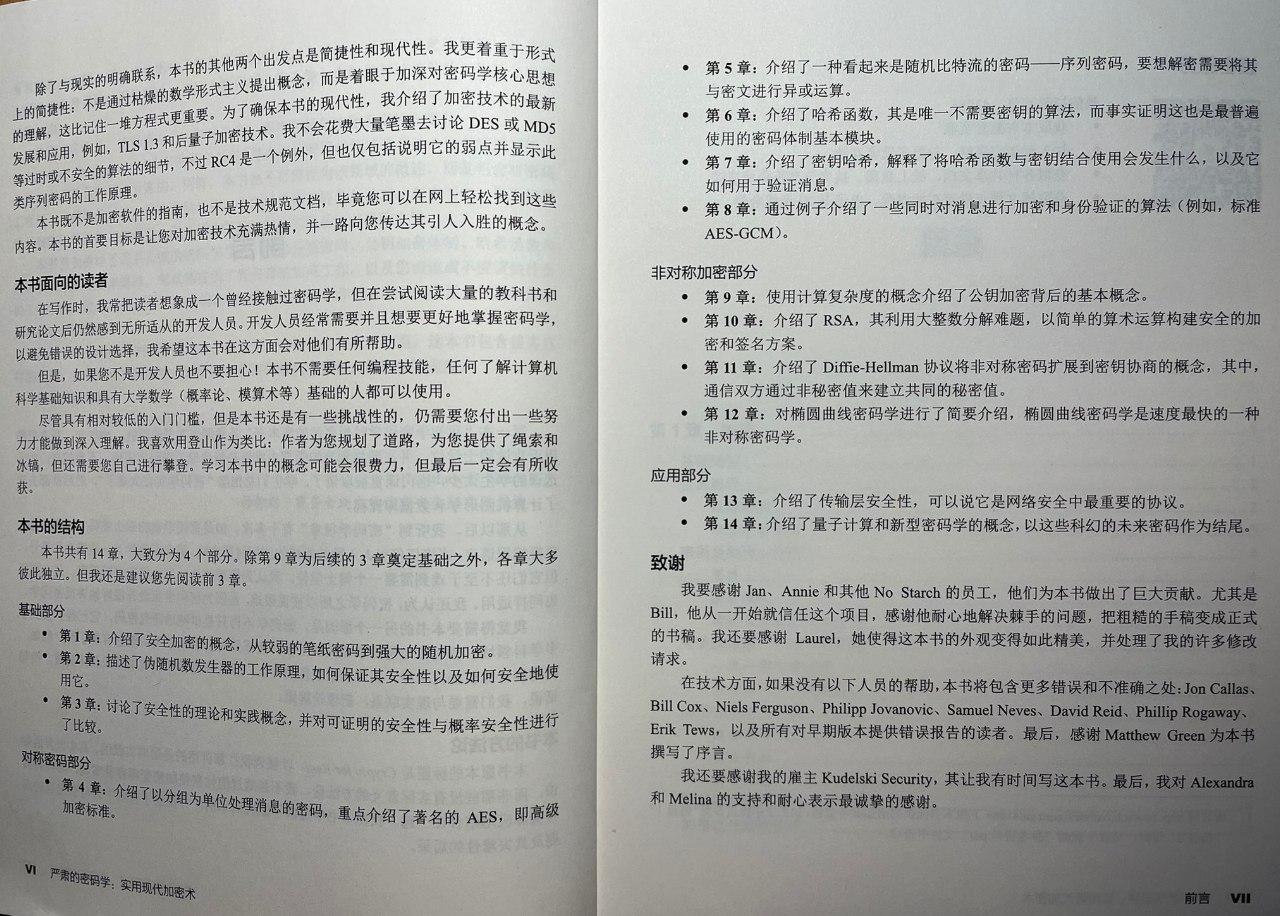 除了与现实的明确联系，本书的其他两个出发点是简捷性和现代性。我更着重于形式
上的简捷性：不是通过枯燥的数学形式主义提出概念，而是着眼于加深对密码学核心思想
的理解，这比记住一堆方程式更重要。为了确保本书的现代性，我介绍了加密技术的最新
发展和应用，例如，TLS 1.3 和后量子加密技术。我不会花费大量笔墨去讨论 DES 或 MD5
等过时或不安全的算法的细节，不过 RC4 是一个例外，但也仅包括说明它的弱点并显示此
类序列密码的工作原理。
本书既不是加密软件的指南，也不是技术规范文档，毕竟您可以在网上轻松找到这些
内容。本书的首要目标是让您对加密技术充满热情，并一路向您传达其引人入胜的概念。
本书面向的读者
在写作时，我常把读者想象成一个曾经接触过密码学，但在尝试阅读大量的教科书和
研究论文后仍然感到无所适从的开发人员。开发人员经常需要并且想要更好地掌握密码学，
以避免错误的设计选择，我希望这本书在这方面会对他们有所帮助。
但是，如果您不是开发人员也不要担心！本书不需要任何编程技能，任何了解计算机
科学基础知识和具有大学数学（概率论、模算术等）基础的人都可以使用。
尽管具有相对较低的入门门槛，但是本书还是有一些挑战性的，仍需要您付出一些努
力才能做到深入理解。我喜欢用登山作为类比：作者为您规划了道路，为您提供了绳索和
冰镐，但还需要您自己进行攀登。学习本书中的概念可能会很费力，但最后一定会有所收
获。
本书的结构
本书共有 14 章，大致分为 4 个部分。除第 9 章为后续的 3 章奠定基础之外，各章大多
彼此独立。但我还是建议您先阅读前 3 章。
基础部分
• 第 1 章：介绍了安全加密的概念，从较弱的笔纸密码到强大的随机加密。
• 第 2 章：描述了伪随机数发生器的工作原理，如何保证其安全性以及如何安全地使
用它。
• 第 3 章：讨论了安全性的理论和实践概念，并对可证明的安全性与概率安全性进行
了比较。
对称密码部分
• 第 4 章：介绍了以分组为单位处理消息的密码，重点介绍了著名的 AES，即高级
加密标准。
VI 严肃的密码学：实用现代加密术
• 第 5 章：介绍了一种看起来是随机比特流的密码——序列密码，要想解密需要将其
与密文进行异或运算。
• 第 6 章：介绍了哈希函数，其是唯一不需要密钥的算法，而事实证明这也是最普遍
使用的密码体制基本模块。
• 第 7 章：介绍了密钥哈希，解释了将哈希函数与密钥结合使用会发生什么，以及它
如何用于验证消息。
• 第 8 章：通过例子介绍了一些同时对消息进行加密和身份验证的算法（例如，标准
AES-GCM）。
非对称加密部分
• 第 9 章：使用计算复杂度的概念介绍了公钥加密背后的基本概念。
• 第 10 章：介绍了 RSA，其利用大整数分解难题，以简单的算术运算构建安全的加
密和签名方案。
• 第 11 章：介绍了 Diffie-Hellman 协议将非对称密码扩展到密钥协商的概念，其中，
通信双方通过非秘密值来建立共同的秘密值。
• 第 12 章：对椭圆曲线密码学进行了简要介绍，椭圆曲线密码学是速度最快的一种
非对称密码学。
应用部分
• 第 13 章：介绍了传输层安全性，可以说它是网络安全中最重要的协议。
• 第 14 章：介绍了量子计算和新型密码学的概念，以这些科幻的未来密码作为结尾。
致谢
我要感谢 Jan、Annie 和其他 No Starch 的员工，他们为本书做出了巨大贡献。尤其是
Bill，他从一开始就信任这个项目，感谢他耐心地解决棘手的问题，把粗糙的手稿变成正式
的书稿。我还要感谢 Laurel，她使得这本书的外观变得如此精美，并处理了我的许多修改
请求。
在技术方面，如果没有以下人员的帮助，本书将包含更多错误和不准确之处：Jon Callas、
Bill Cox、Niels Ferguson、Philipp Jovanovic、Samuel Neves、David Reid、Phillip Rogaway、
Erik Tews，以及所有对早期版本提供错误报告的读者。最后，感谢 Matthew Green 为本书
撰写了序言。
我还要感谢我的雇主 Kudelski Security，其让我有时间写这本书。最后，我对 Alexandra
和 Melina 的支持和耐心表示最诚挚的感谢。
前言 VII